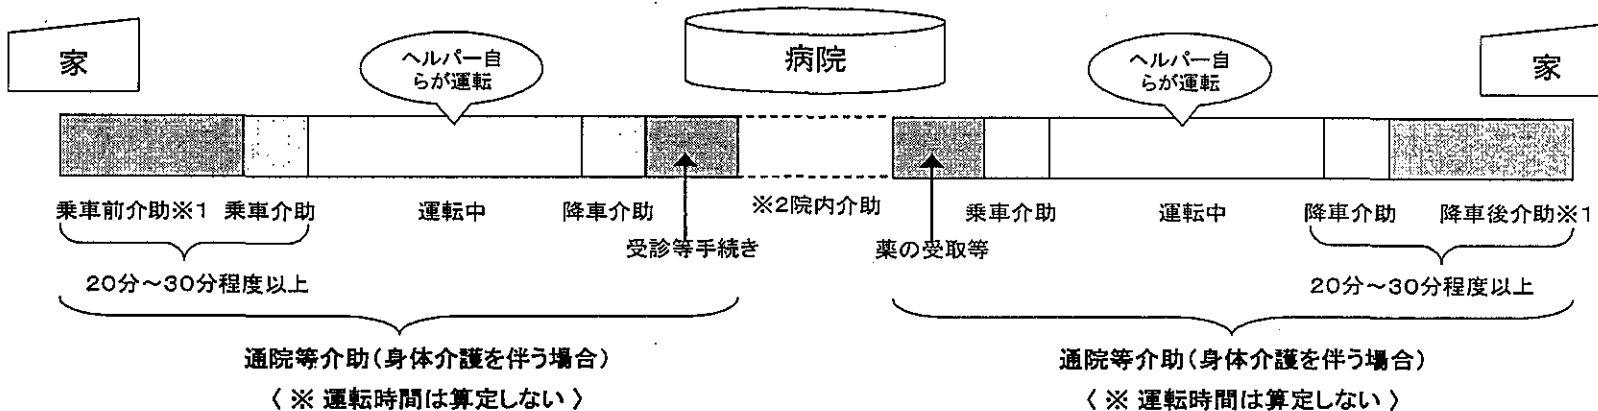 家
ヘルパー自
らが運転
病院
ヘルパー自
らが運転
家
乗車前介助※1 乗車介助 運転中 降車介助 ※2院内介助 乗車介助 運転中 降車介助 降車後介助※1
受診等手続き 薬の受取等
20分~30分程度以上 20分~30分程度以上
通院等介助(身体介護を伴う場合) 通院等介助(身体介護を伴う場合)
〈 ※ 運転時間は算定しない 〉 〈 ※ 運転時間は算定しない 〉